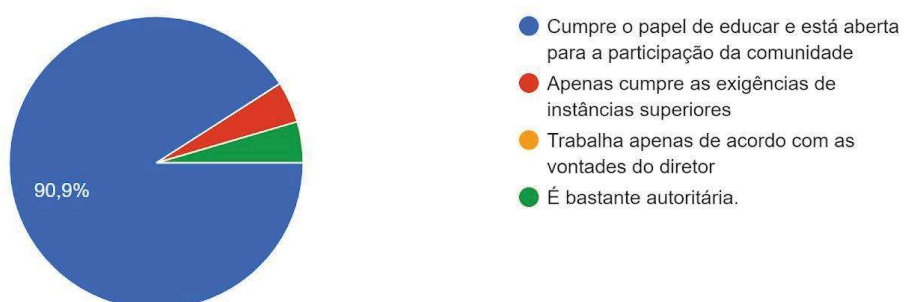 90,9%
Cumpre o papel de educar e está aberta
para a participação da comunidade
Apenas cumpre as exigências de
instâncias superiores
Trabalha apenas de acordo com as
vontades do diretor
É bastante autoritária.